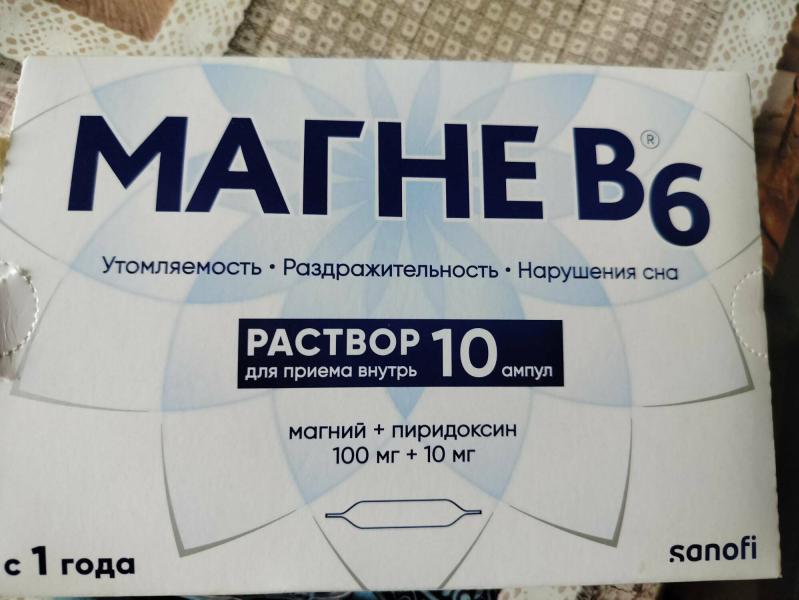 МАГНЕ B6®
Утомляемость • Раздражительность • Нарушения сна
РАСТВОР
для приема внутрь
10 ампул
магний + пиридоксин
100 мг + 10 мг
с 1 года
sanofi